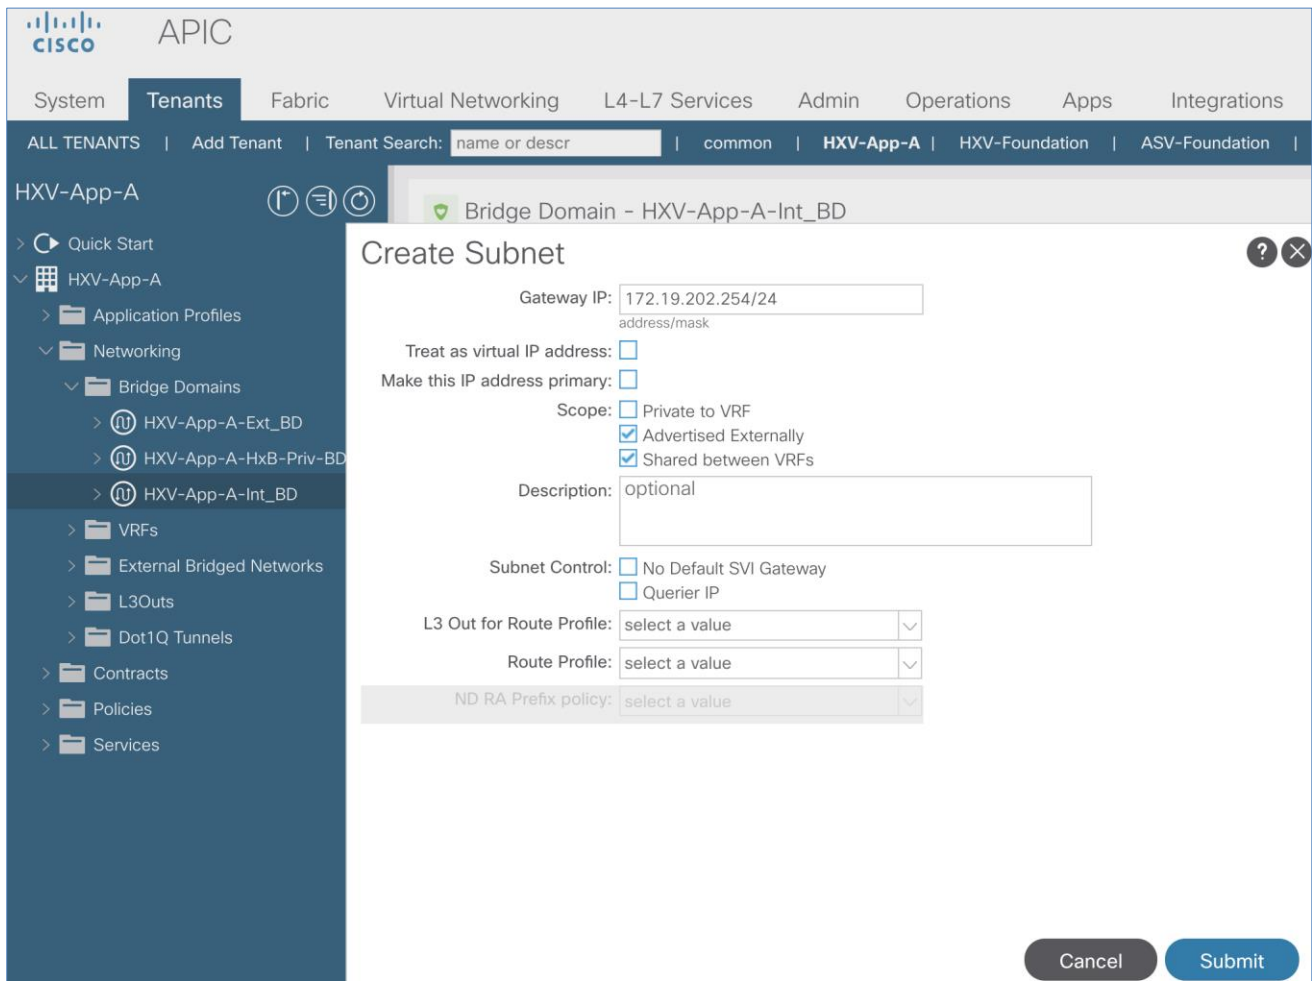 CISCO APIC
System Tenants Fabric Virtual Networking L4-L7 Services Admin Operations Apps Integrations
ALL TENANTS | Add Tenant | Tenant Search: name or descr | common | HXV-App-A | HXV-Foundation | ASV-Foundation |
HXV-App-A
Quick Start
HXV-App-A
Application Profiles
Networking
Bridge Domains
HXV-App-A-Ext_BD
HXV-App-A-HxB-Priv-BD
HXV-App-A-Int_BD
VRFs
External Bridged Networks
L3Outs
Dot1Q Tunnels
Contracts
Policies
Services
Bridge Domain - HXV-App-A-Int_BD
Create Subnet
?
Gateway IP: 172.19.202.254/24
address/mask
Treat as virtual IP address:
Make this IP address primary:
Scope: Private to VRF
Advertised Externally
Shared between VRFs
Description: optional
Subnet Control: No Default SVI Gateway
Querier IP
L3 Out for Route Profile: select a value
Route Profile: select a value
ND RA Prefix policy: select a value
Cancel Submit